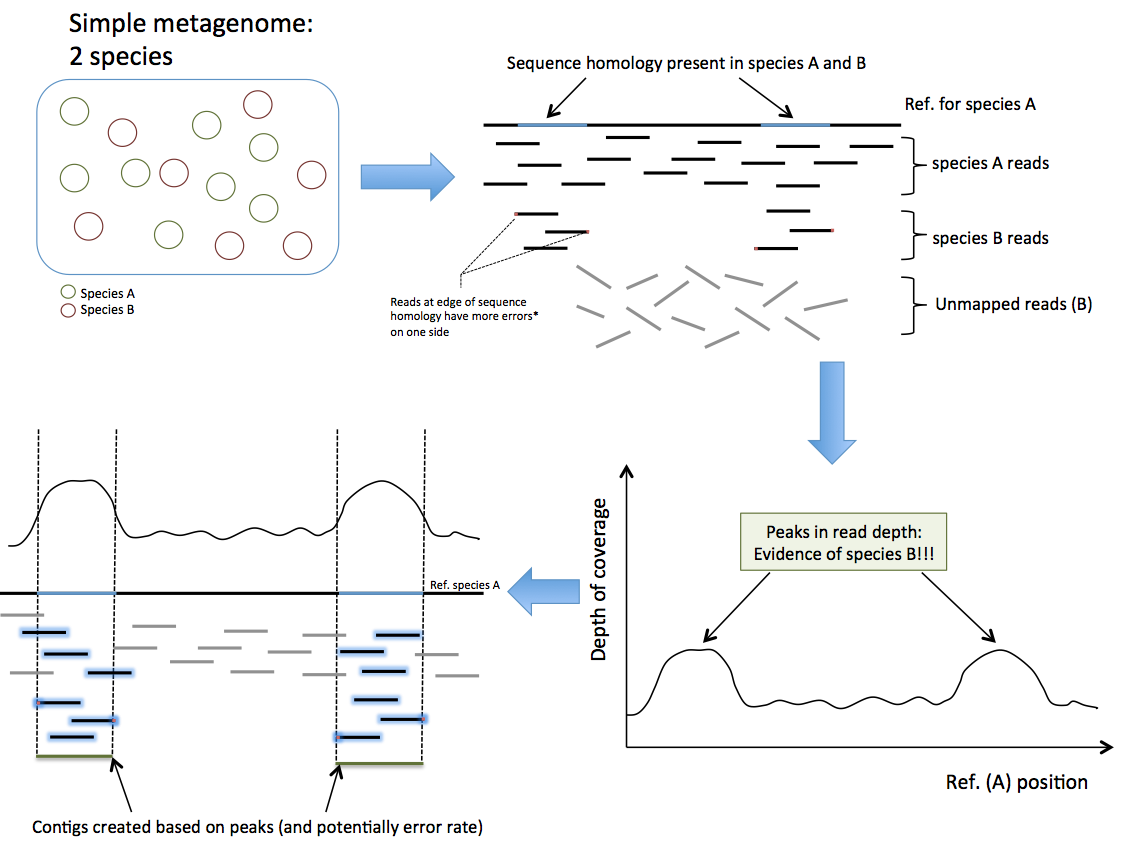 Simple metagenome:
2 species
Species A
Species B
Sequence homology present in species A and B
Ref. for species A
species A reads
species B reads
Unmapped reads (B)
Reads at edge of sequence
homology have more errors*
on one side
Depth of coverage
Peaks in read depth:
Evidence of species B!!!
Ref. (A) position
Ref. species A
Contigs created based on peaks (and potentially error rate)